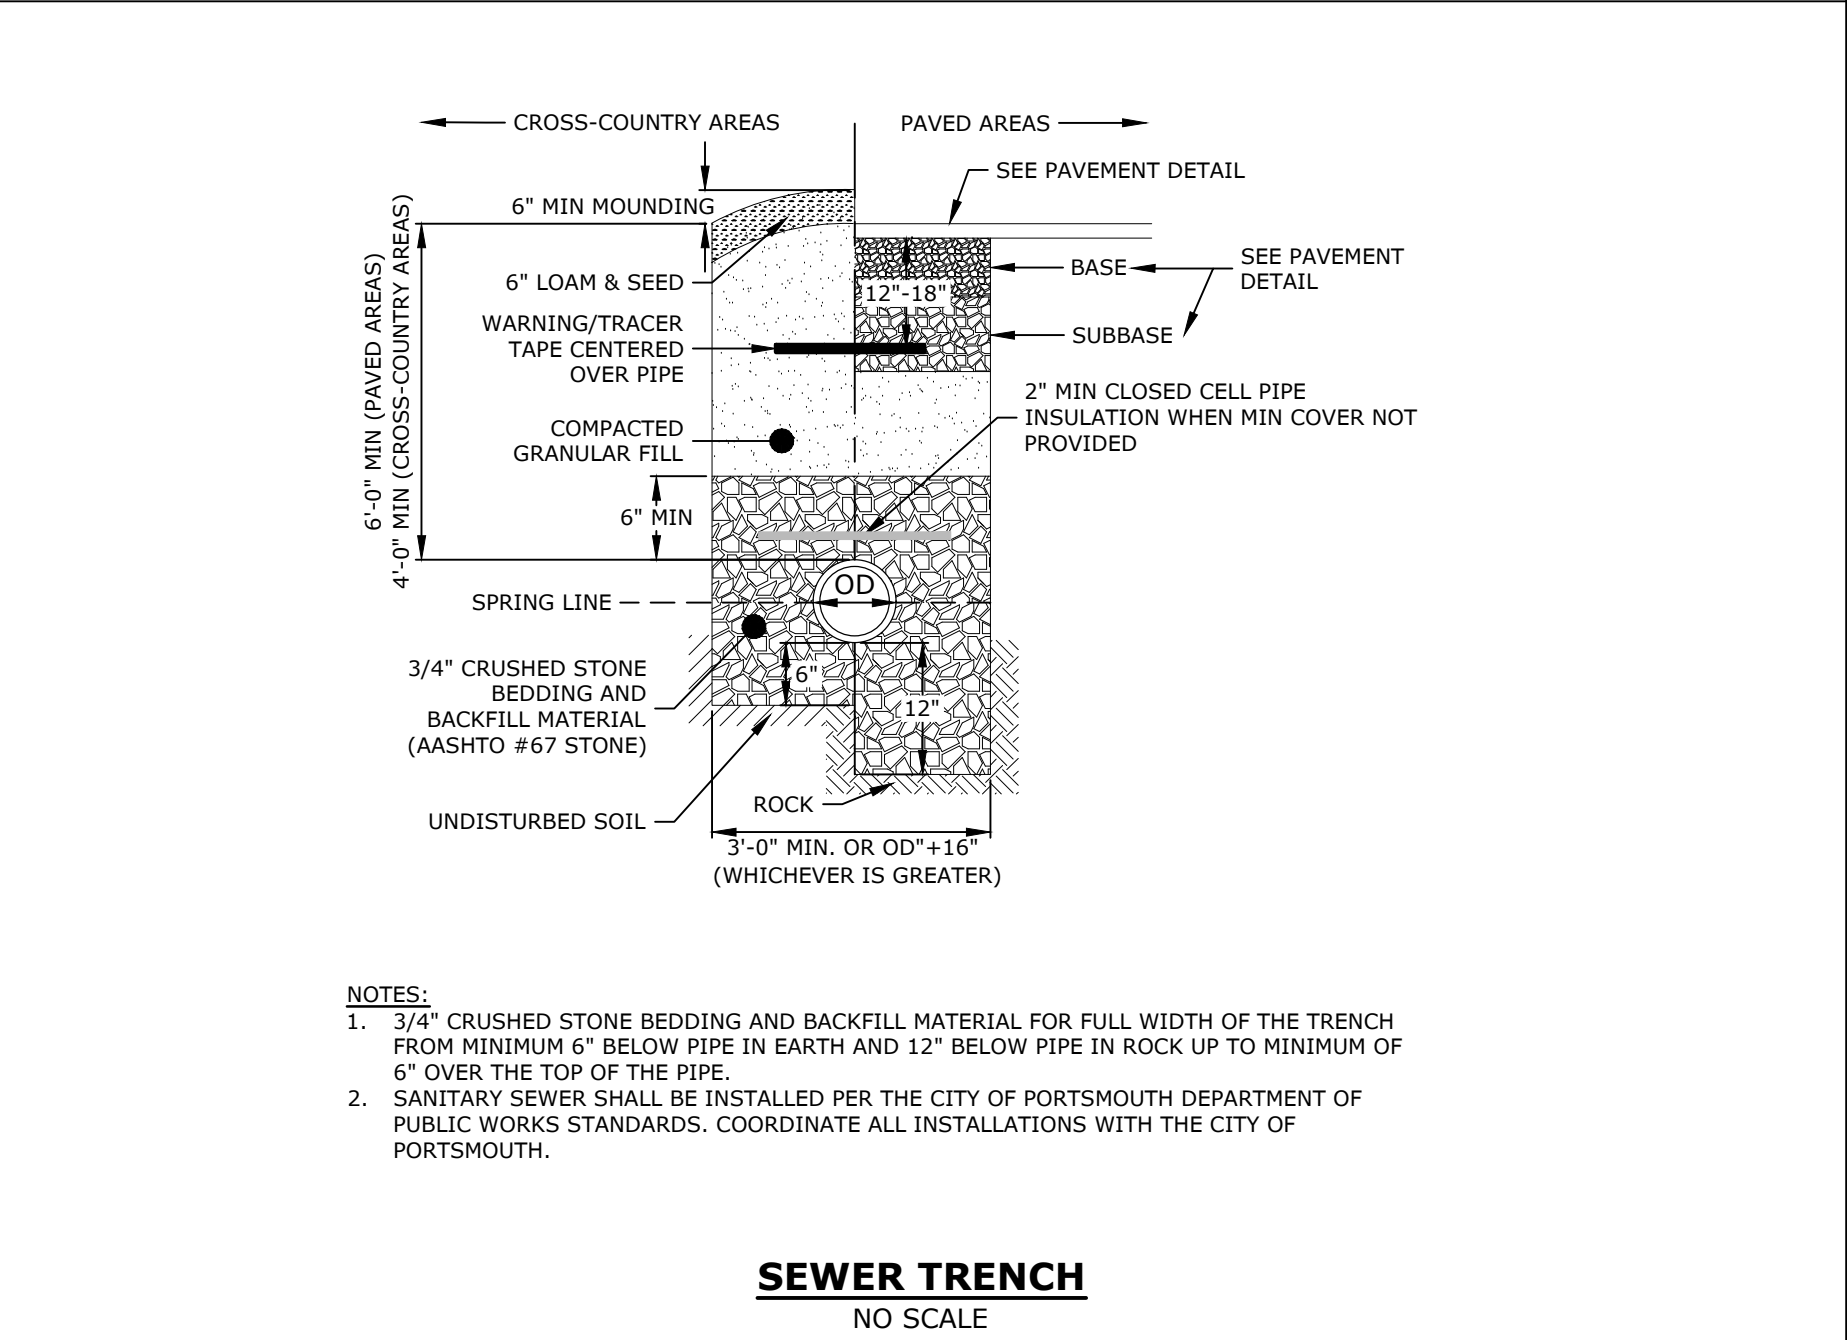 CROSS-COUNTRY AREAS
PAVED AREAS
SEE PAVEMENT DETAIL
6" MIN MOUNDING
6'-0" MIN (PAVED AREAS)
4'-0" MIN (CROSS-COUNTRY AREAS)
6" LOAM & SEED
12"-18"
BASE
SEE PAVEMENT
DETAIL
SUBBASE
WARNING/TRACER
TAPE CENTERED
OVER PIPE
2" MIN CLOSED CELL PIPE
INSULATION WHEN MIN COVER NOT
PROVIDED
COMPACTED
GRANULAR FILL
6" MIN
OD
SPRING LINE
3/4" CRUSHED STONE
BEDDING AND
BACKFILL MATERIAL
(AASHTO #67 STONE)
6"
12"
ROCK
UNDISTURBED SOIL
3'-0" MIN. OR OD"+16"
(WHICHEVER IS GREATER)
NOTES:
1. 3/4" CRUSHED STONE BEDDING AND BACKFILL MATERIAL FOR FULL WIDTH OF THE TRENCH
FROM MINIMUM 6" BELOW PIPE IN EARTH AND 12" BELOW PIPE IN ROCK UP TO MINIMUM OF
6" OVER THE TOP OF THE PIPE.
2. SANITARY SEWER SHALL BE INSTALLED PER THE CITY OF PORTSMOUTH DEPARTMENT OF
PUBLIC WORKS STANDARDS. COORDINATE ALL INSTALLATIONS WITH THE CITY OF
PORTSMOUTH.
SEWER TRENCH
NO SCALE